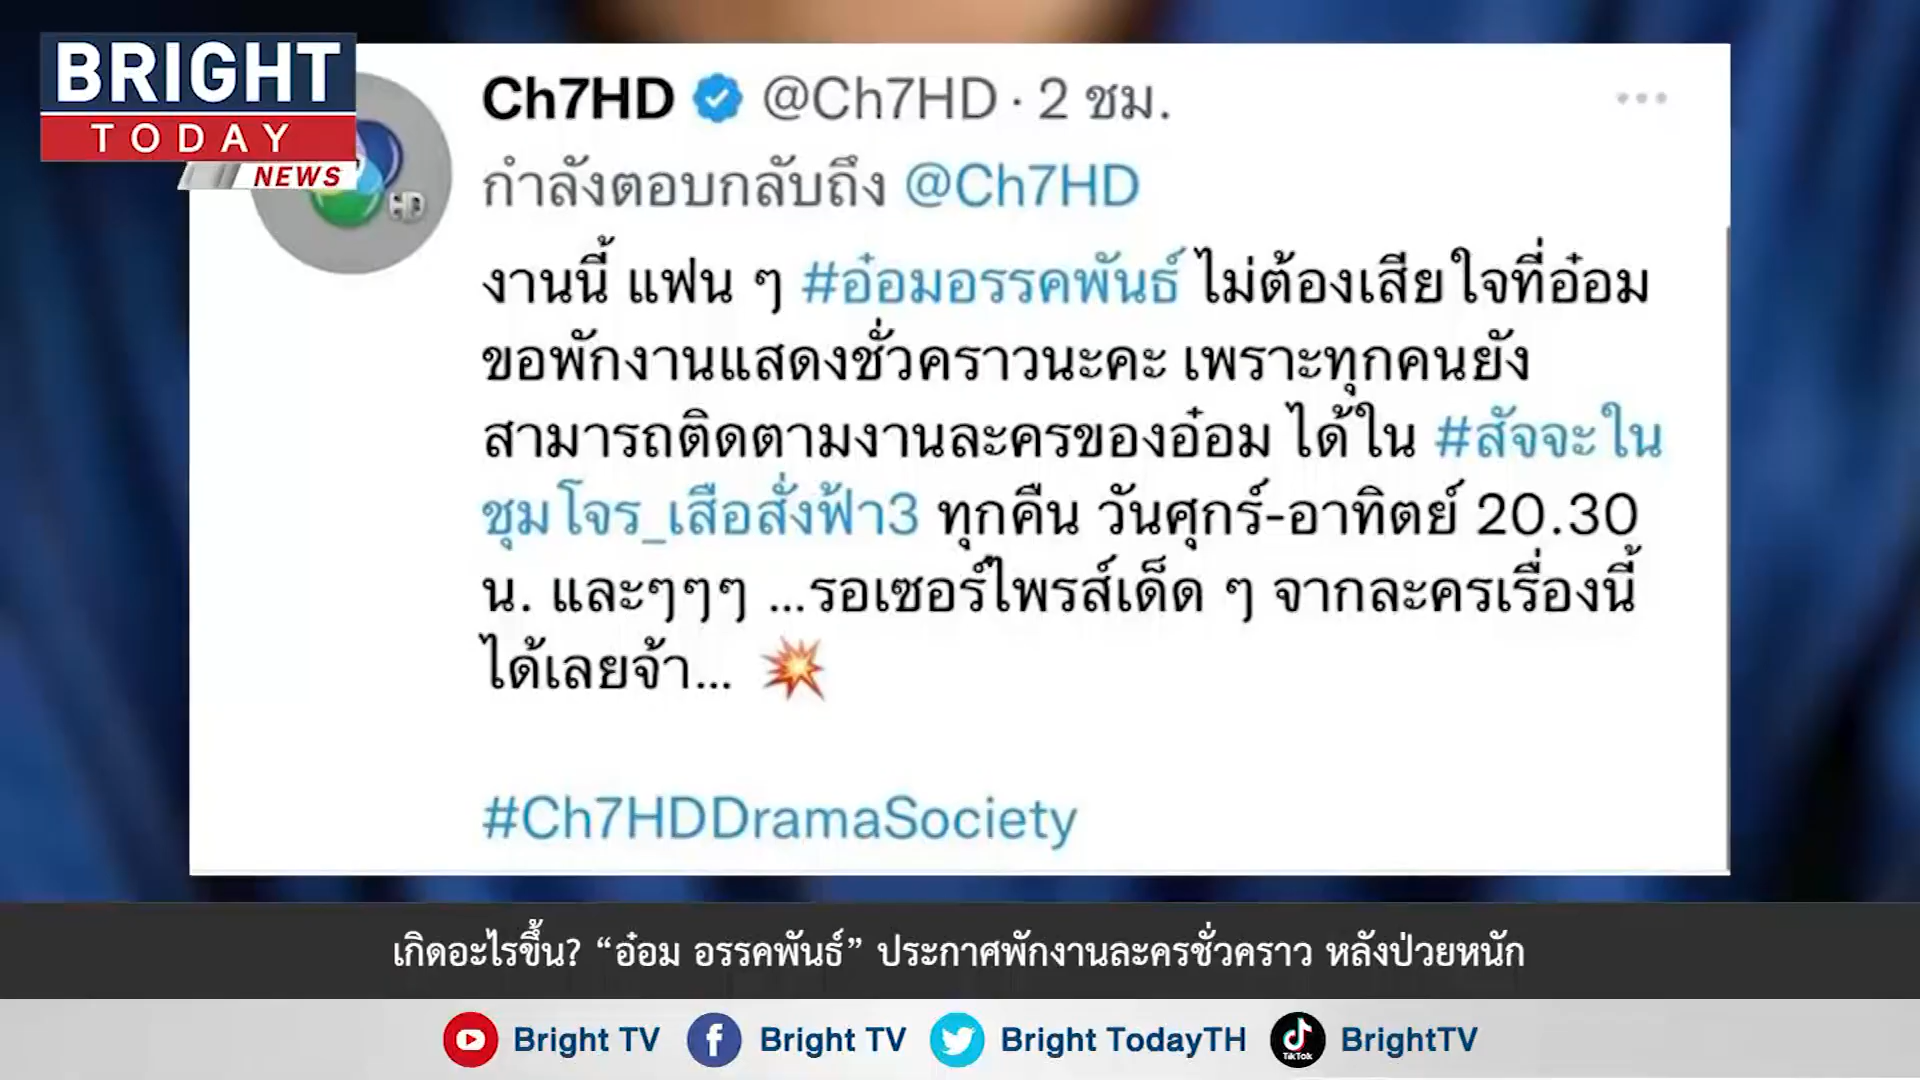 BRIGHT
TODAY
NEWS
HD
Ch7HD @Ch7HD · 2 ชม.
กำลังตอบกลับถึง @Ch7HD
งานนี้ แฟน ๆ #อ๋อมอรรคพันธ์ ไม่ต้องเสียใจที่อ๋อม
ขอพักงานแสดงชั่วคราวนะคะ เพราะทุกคนยัง
สามารถติดตามงานละครของอ๋อม ได้ใน #สัจจะใน
ชุมโจร_เสือสั่งฟ้า3 ทุกคืน วันศุกร์-อาทิตย์ 20.30
น. และๆๆๆ ...รอเซอร์ไพรส์เด็ด ๆ จากละครเรื่องนี้
ได้เลยจ้า... 💥
#Ch7HDDramaSociety
เกิดอะไรขึ้น? “อ๋อม อรรคพันธ์” ประกาศพักงานละครชั่วคราว หลังป่วยหนัก
Bright TV Bright TV Bright TodayTH TikTok BrightTV